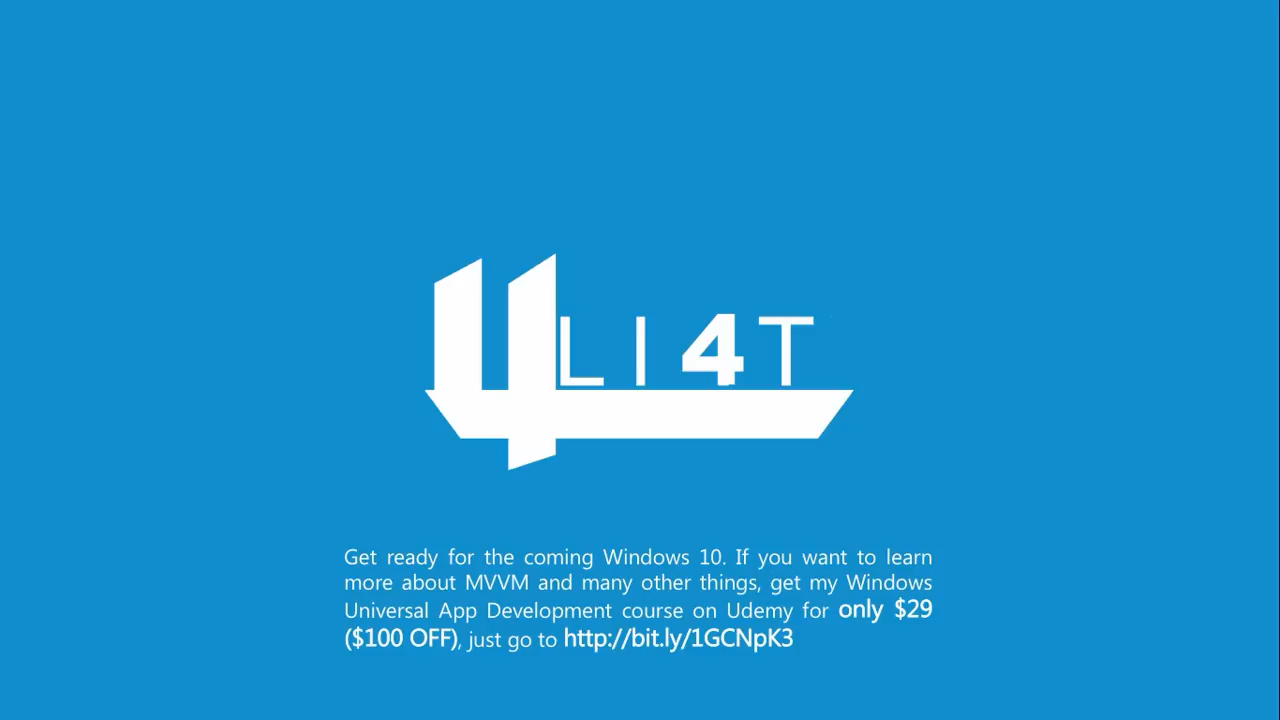 LI4T
Get ready for the coming Windows 10. If you want to learn
more about MVVM and many other things, get my Windows
Universal App Development course on Udemy for only $29
($100 OFF), just go to http://bit.ly/1GCNpK3